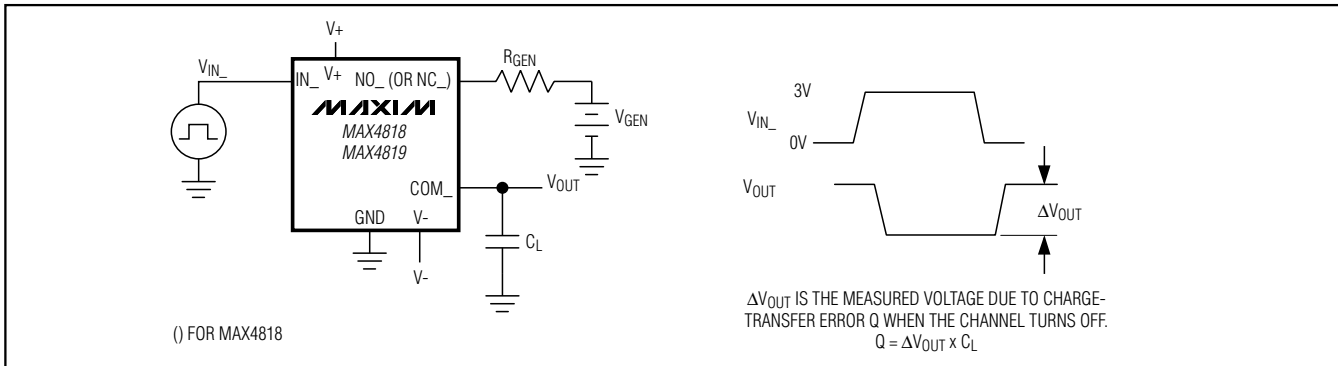 V+
V_IN_
IN_ V+ NO_ (OR NC_)
R_GEN
V_GEN
MAXIM
MAX4818
MAX4819
COM_
V_OUT
GND V-
C_L
V-
() FOR MAX4818
3V
V_IN_
0V
V_OUT
ΔV_OUT
ΔV_OUT IS THE MEASURED VOLTAGE DUE TO CHARGE-
TRANSFER ERROR Q WHEN THE CHANNEL TURNS OFF.
Q = ΔV_OUT x C_L